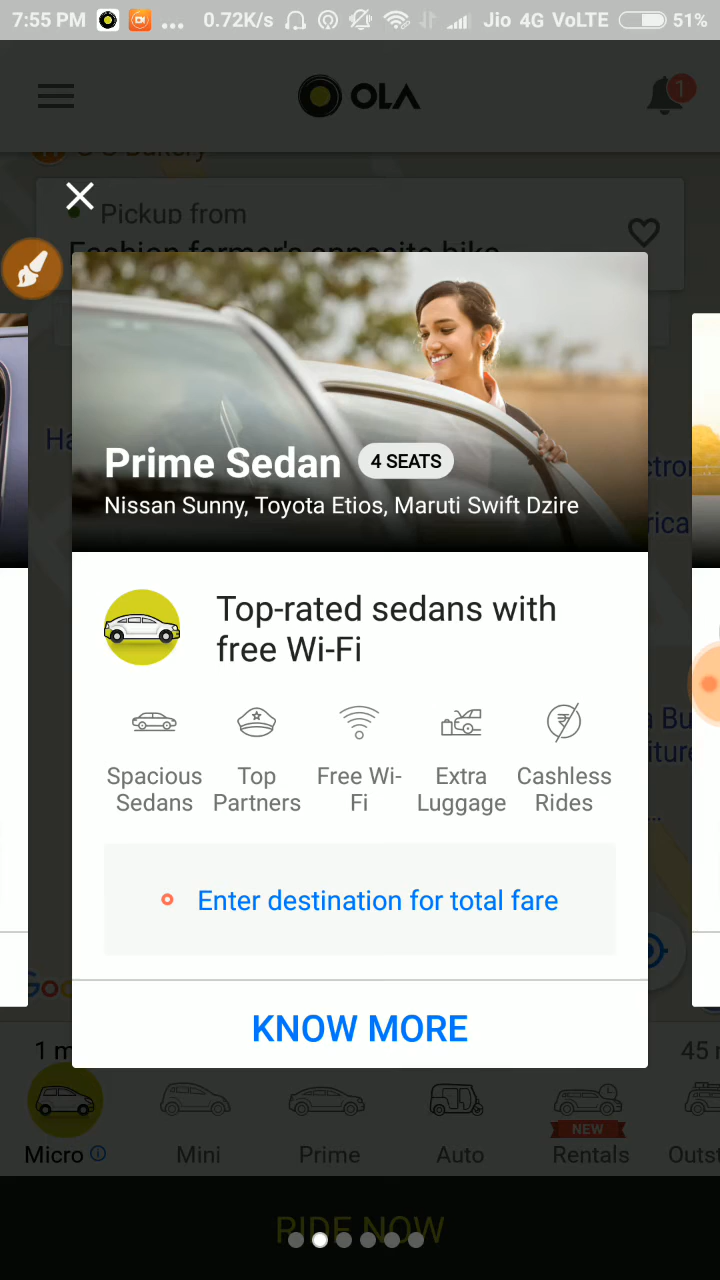 7:55 PM ... 0.72K/s Jio 4G VoLTE 51%
OLA
1
Pickup from
Prime Sedan 4 SEATS
Nissan Sunny, Toyota Etios, Maruti Swift Dzire
Top-rated sedans with
free Wi-Fi
Spacious Sedans
Top Partners
Free Wi-Fi
Extra Luggage
Cashless Rides
Enter destination for total fare
KNOW MORE
45
NEW
Micro Mini Prime Auto Rentals
RIDE NOW